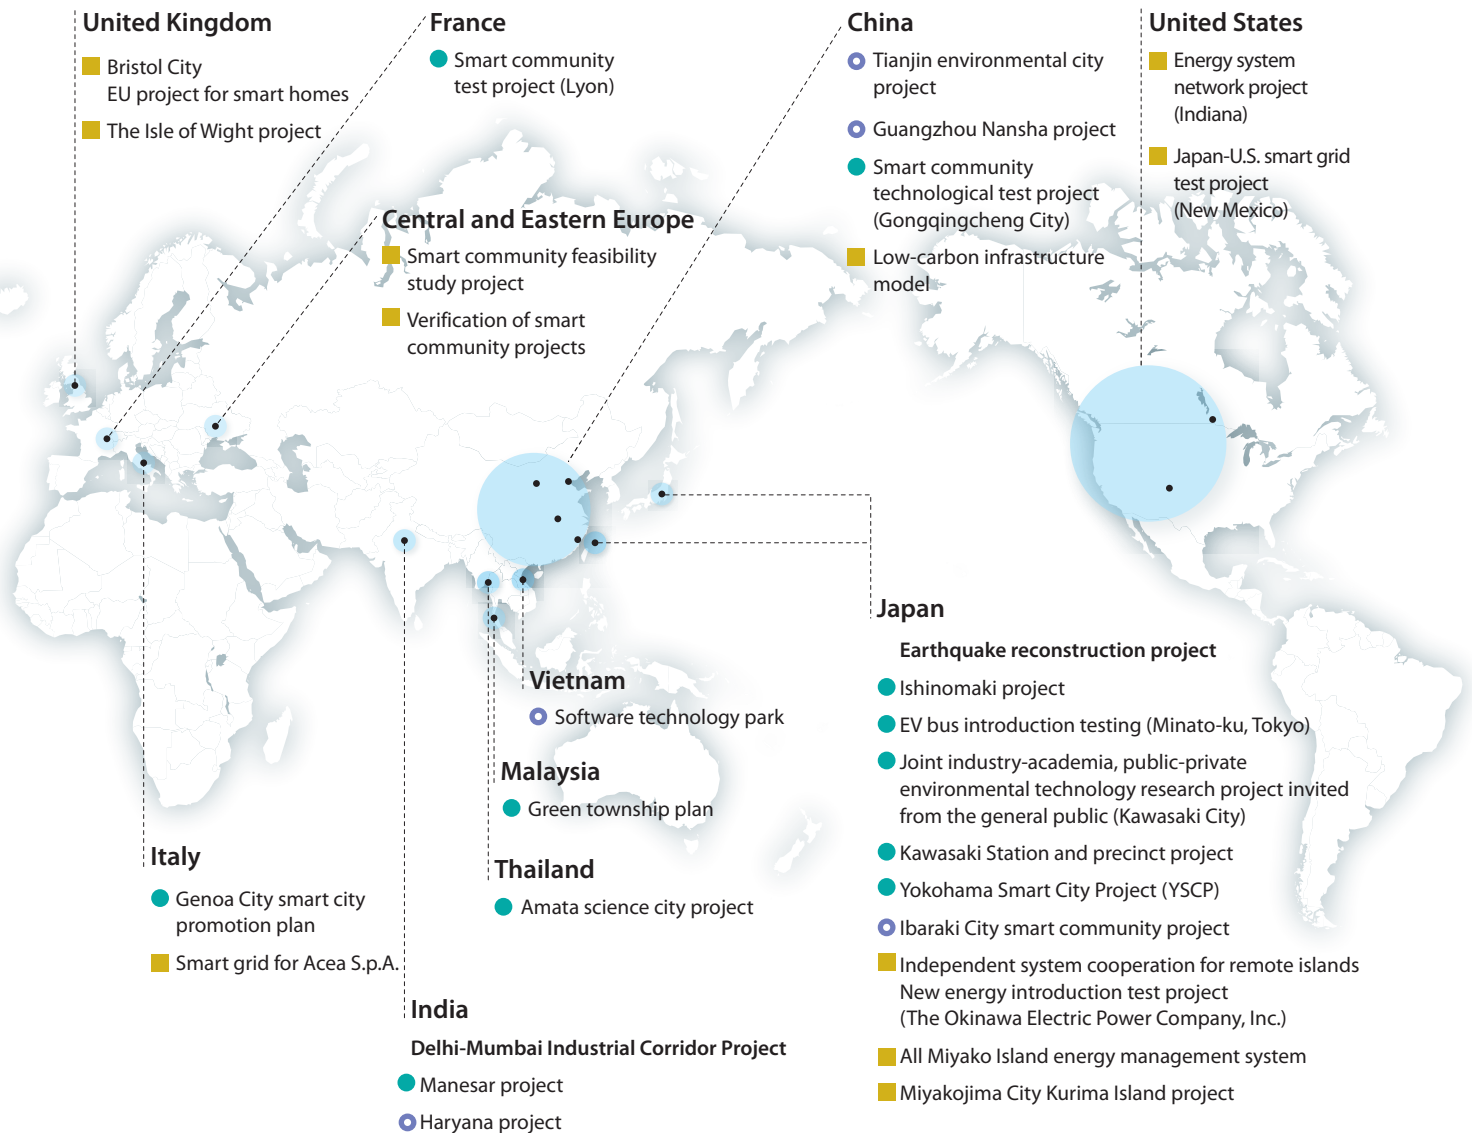 United Kingdom
Bristol City
EU project for smart homes
The Isle of Wight project
France
Smart community
test project (Lyon)
Central and Eastern Europe
Smart community feasibility
study project
Verification of smart
community projects
China
Tianjin environmental city
project
Guangzhou Nansha project
Smart community
technological test project
(Gongqingcheng City)
Low-carbon infrastructure
model
United States
Energy system
network project
(Indiana)
Japan-U.S. smart grid
test project
(New Mexico)
Vietnam
Software technology park
Malaysia
Green township plan
Thailand
Amata science city project
Italy
Genoa City smart city
promotion plan
Smart grid for Acea S.p.A.
India
Delhi-Mumbai Industrial Corridor Project
Manesar project
Haryana project
Japan
Earthquake reconstruction project
Ishinomaki project
EV bus introduction testing (Minato-ku, Tokyo)
Joint industry-academia, public-private
environmental technology research project invited
from the general public (Kawasaki City)
Kawasaki Station and precinct project
Yokohama Smart City Project (YSCP)
Ibaraki City smart community project
Independent system cooperation for remote islands
New energy introduction test project
(The Okinawa Electric Power Company, Inc.)
All Miyako Island energy management system
Miyakojima City Kurima Island project